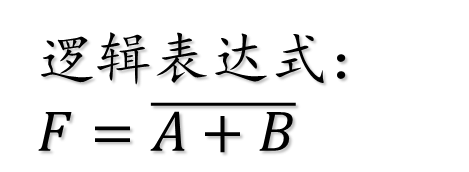 逻辑表达式：
$F = \overline{A + B}$